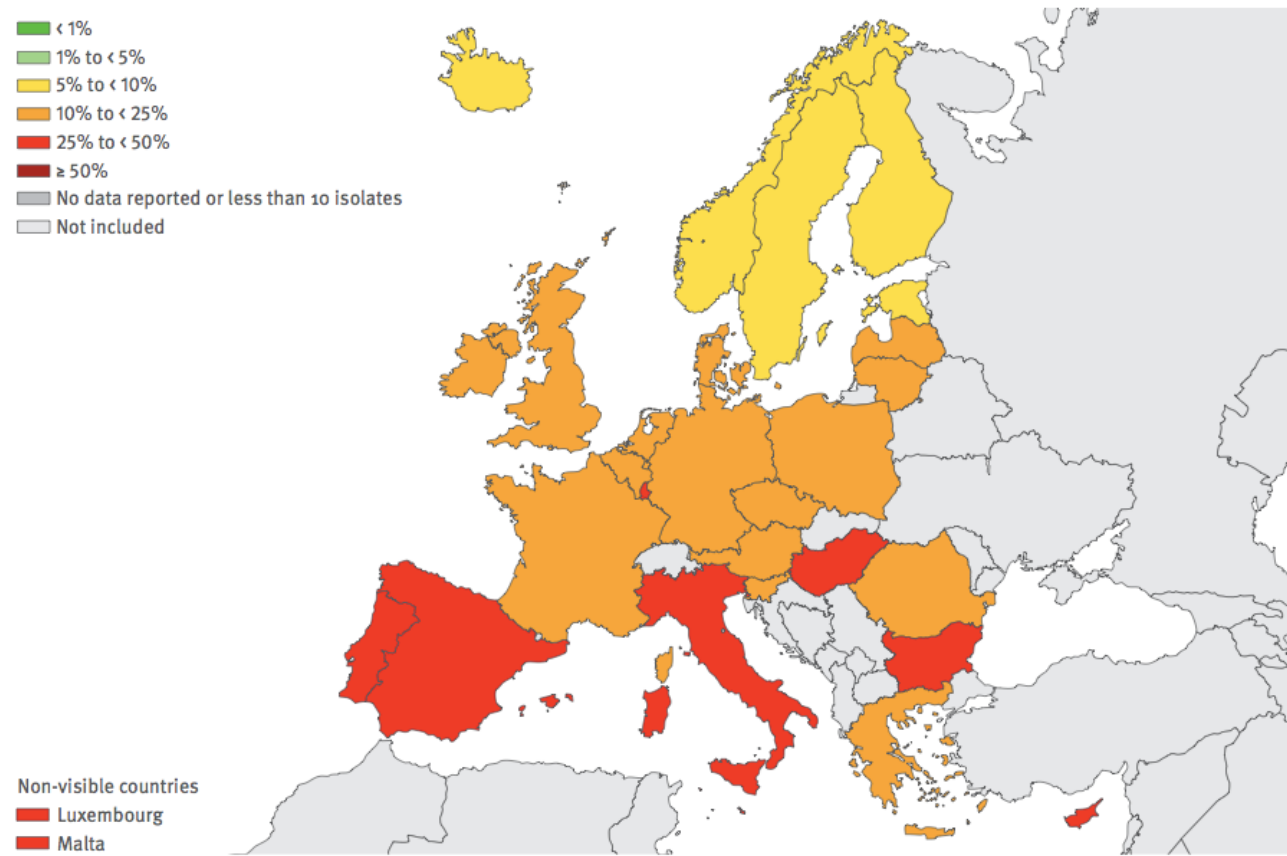 < 1%
1% to < 5%
5% to < 10%
10% to < 25%
25% to < 50%
≥ 50%
No data reported or less than 10 isolates
Not included
Non-visible countries
Luxembourg
Malta